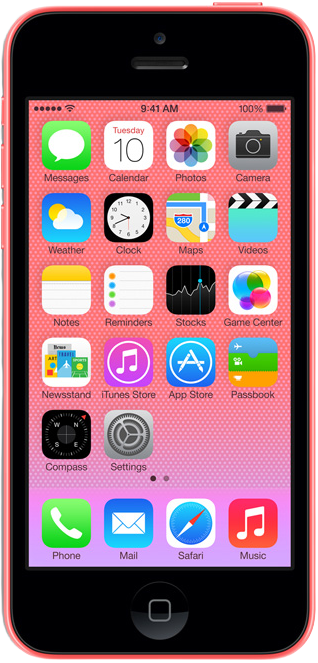 9:41 AM 100%
Tuesday
10
Messages Calendar Photos Camera
280
Weather Clock Maps Videos
Notes Reminders Stocks Game Center
Newsstand iTunes Store App Store Passbook
N
W E
S
Compass Settings
Phone Mail Safari Music